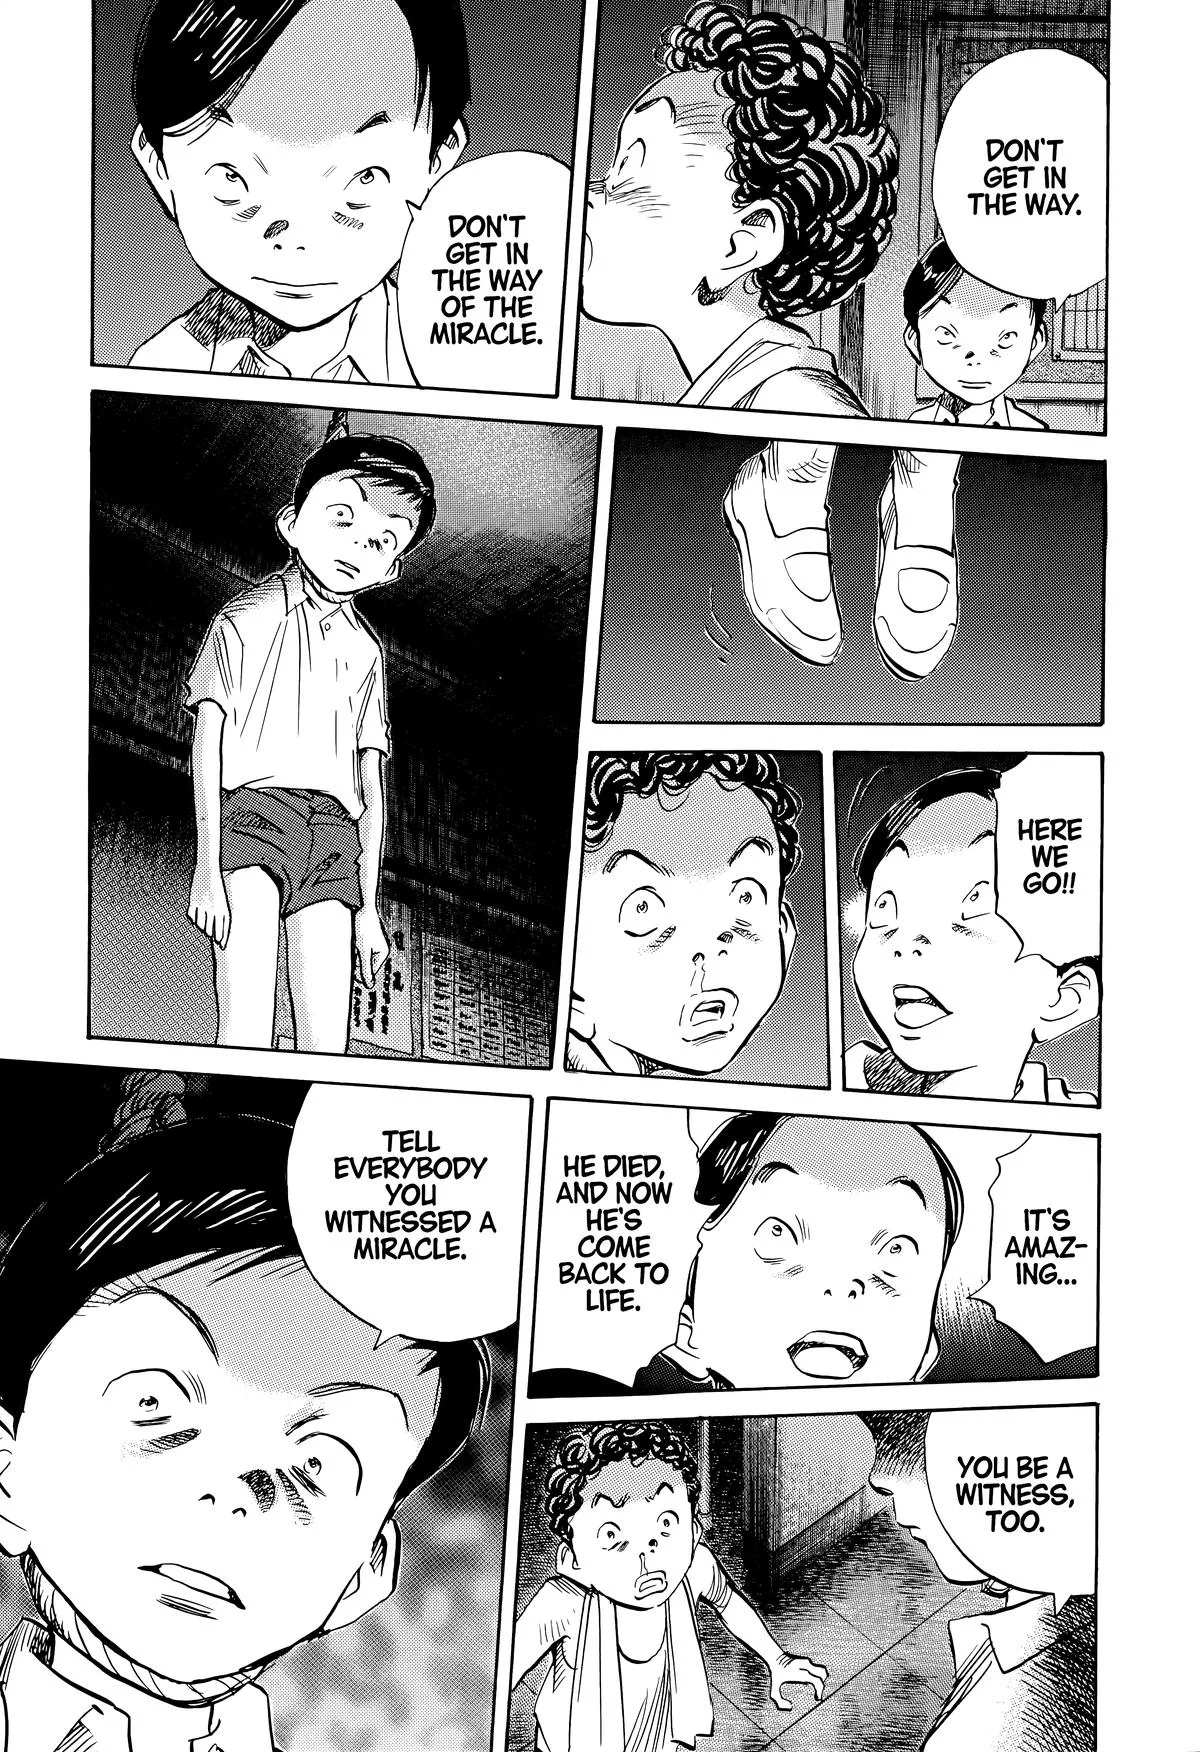 DON'T
GET IN
THE WAY.
DON'T
GET IN
THE WAY
OF THE
MIRACLE.
HERE
WE
GO!!
IT'S
AMAZ-
ING...
HE DIED,
AND NOW
HE'S
COME
BACK TO
LIFE.
YOU BE A
WITNESS,
TOO.
TELL
EVERYBODY
YOU
WITNESSED A
MIRACLE.